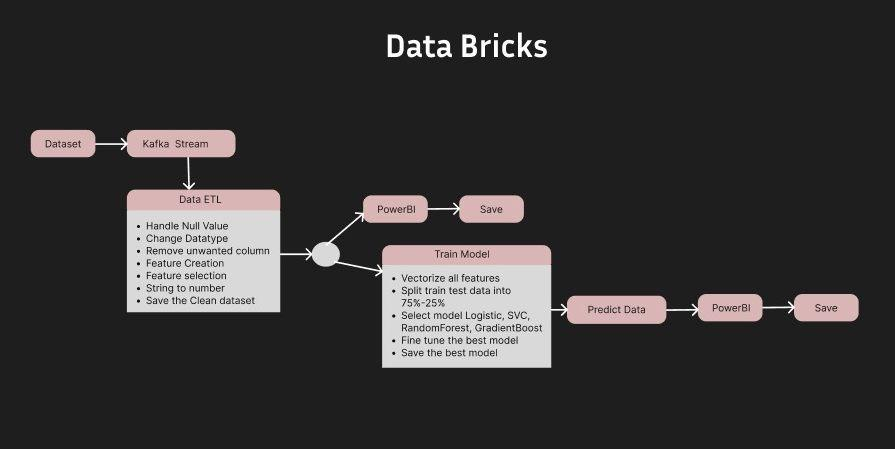 Data Bricks
Dataset
Kafka Stream
Data ETL
• Handle Null Value
• Change Datatype
• Remove unwanted column
• Feature Creation
• Feature selection
• String to number
• Save the Clean dataset
PowerBI
Save
Train Model
• Vectorize all features
• Split train test data into
75%-25%
• Select model Logistic, SVC,
RandomForest, GradientBoost
• Fine tune the best model
• Save the best model
Predict Data
PowerBI
Save